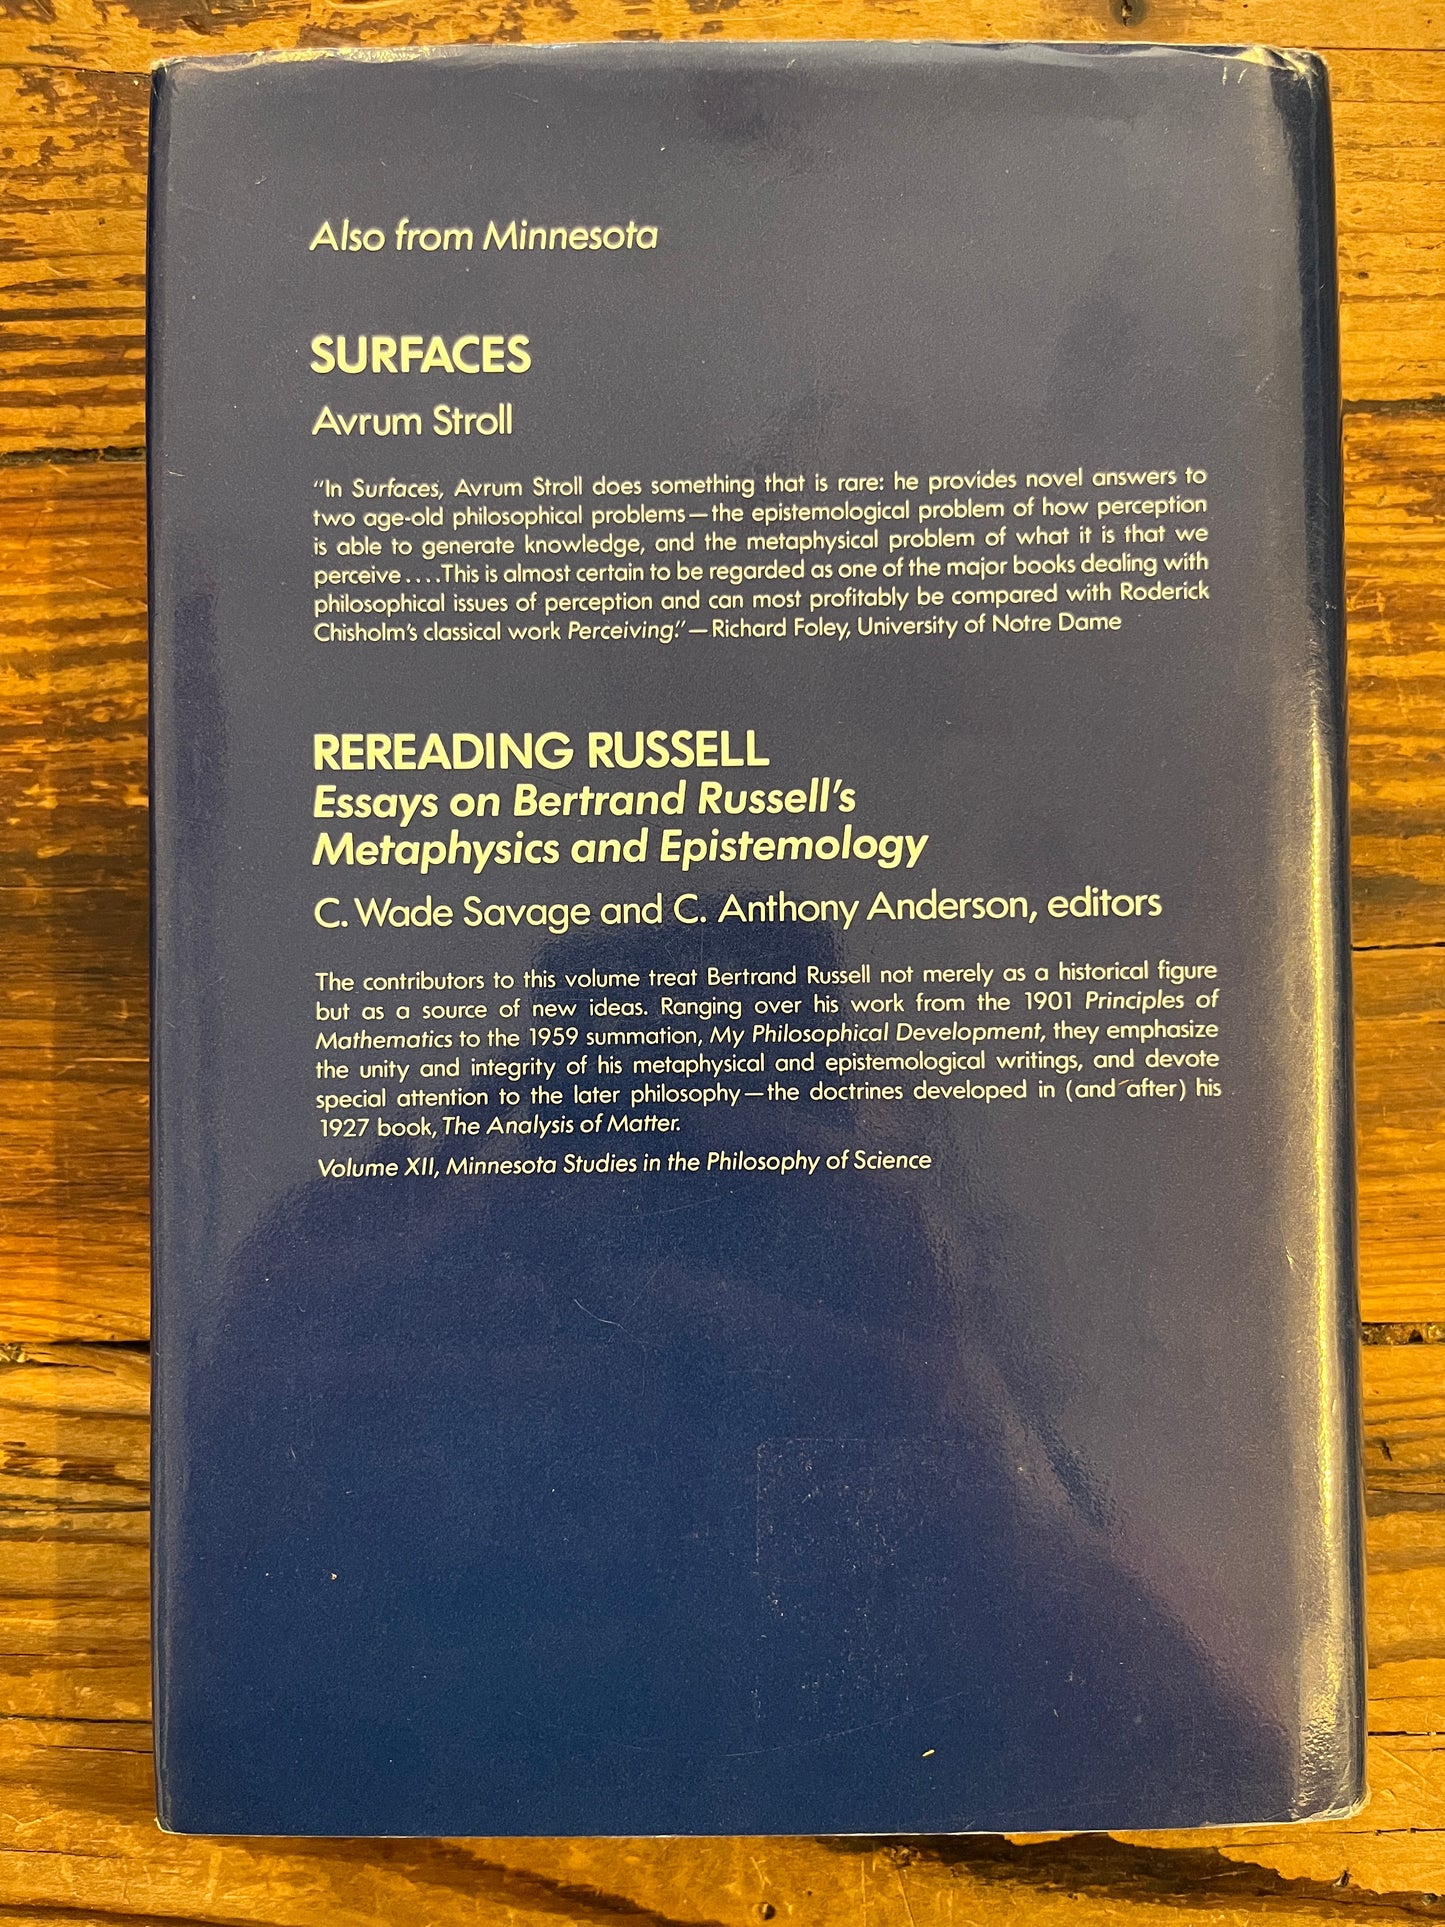 Also from Minnesota
SURFACES
Avrum Stroll
"In Surfaces, Avrum Stroll does something that is rare: he provides novel answers to
two age-old philosophical problems—the epistemological problem of how perception
is able to generate knowledge, and the metaphysical problem of what it is that we
perceive....This is almost certain to be regarded as one of the major books dealing with
philosophical issues of perception and can most profitably be compared with Roderick
Chisholm's classical work Perceiving."—Richard Foley, University of Notre Dame
REREADING RUSSELL
Essays on Bertrand Russell's
Metaphysics and Epistemology
C. Wade Savage and C. Anthony Anderson, editors
The contributors to this volume treat Bertrand Russell not merely as a historical figure
but as a source of new ideas. Ranging over his work from the 1901 Principles of
Mathematics to the 1959 summation, My Philosophical Development, they emphasize
the unity and integrity of his metaphysical and epistemological writings, and devote
special attention to the later philosophy—the doctrines developed in (and after) his
1927 book, The Analysis of Matter.
Volume XII, Minnesota Studies in the Philosophy of Science